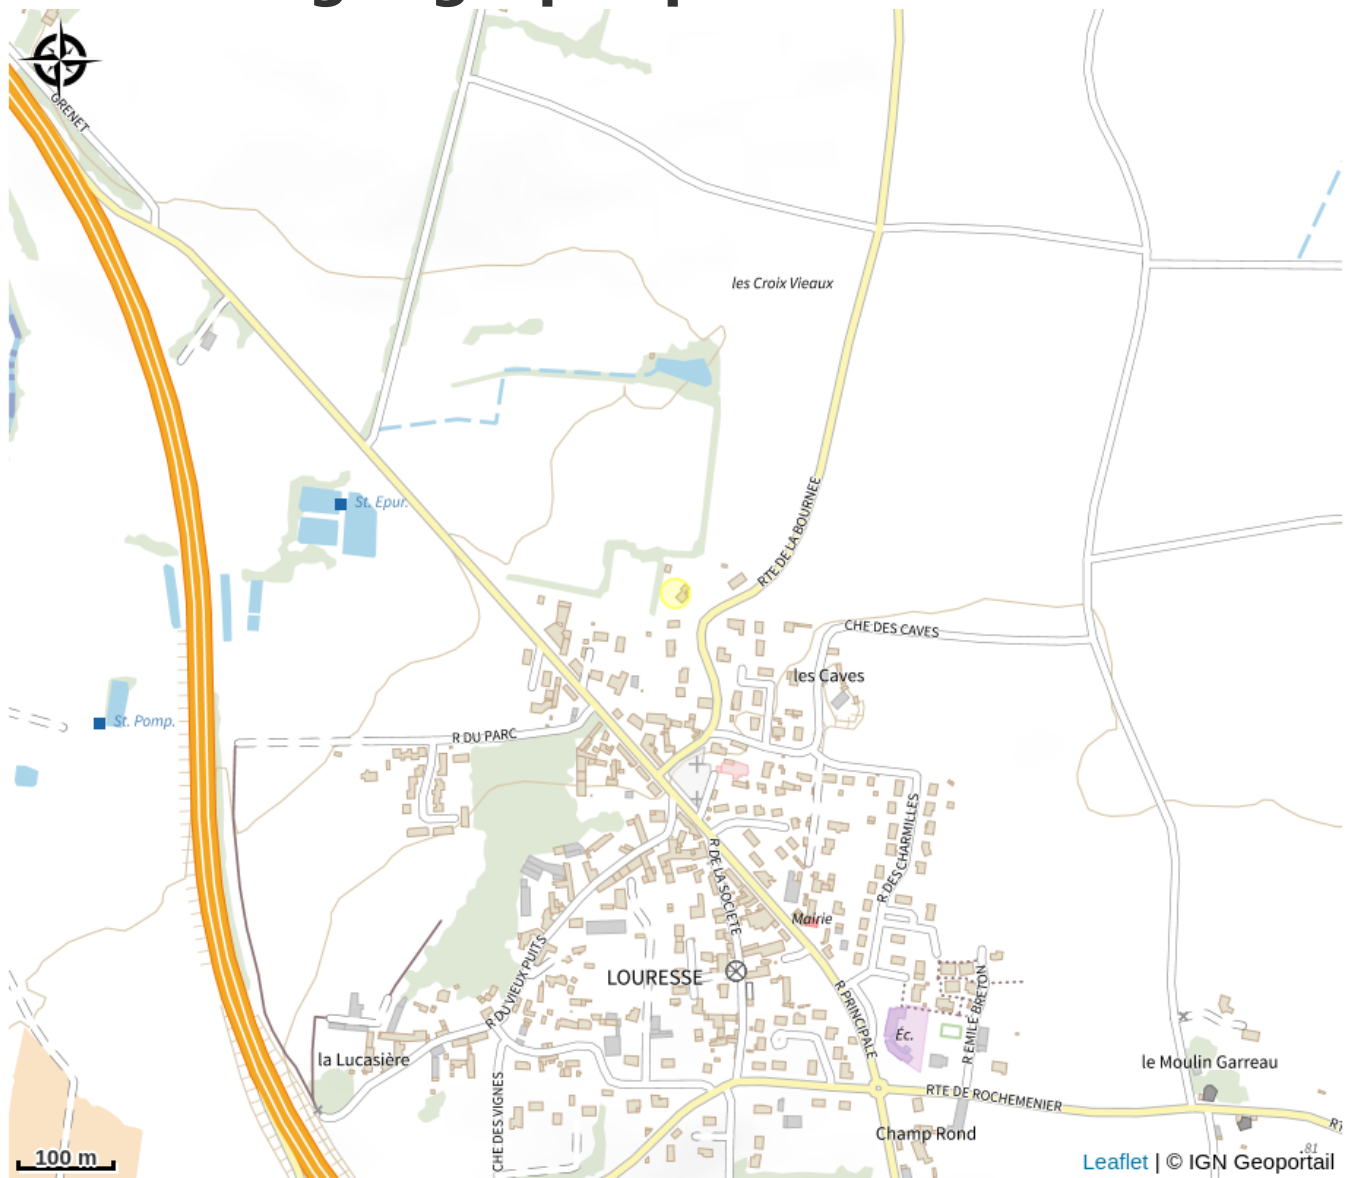 GRENET
les Croix Vieaux
St. Epur.
RTE DE LA BOURNEE
CHE DES CAVES
les Caves
St. Pomp.
R DU PARC
R DES CHARMILLES
R DE LA SOCIETE
Mairie
R DU VIEUX PUITS
LOURESSE
R PRINCIPALE
R EMILE BRETON
Éc.
la Lucasière
le Moulin Garreau
CHE DES VIGNES
RTE DE ROCHEMENIER
Champ Rond
81
100 m
Leaflet | © IGN Geoportail